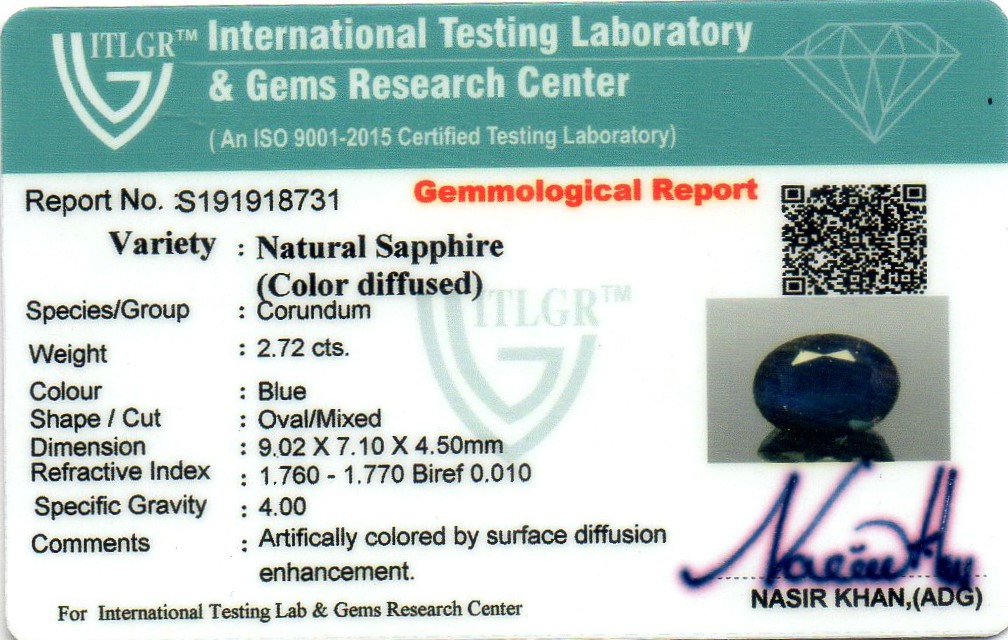 ITLGR™ International Testing Laboratory
& Gems Research Center
( An ISO 9001-2015 Certified Testing Laboratory)
Report No. :S191918731
Gemmological Report
Variety : Natural Sapphire
(Color diffused)
ITLGR™
Species/Group : Corundum
Weight : 2.72 cts.
Colour : Blue
Shape / Cut : Oval/Mixed
Dimension : 9.02 X 7.10 X 4.50mm
Refractive Index : 1.760 - 1.770 Biref 0.010
Specific Gravity : 4.00
Comments : Artifically colored by surface diffusion
enhancement.
NASIR KHAN,(ADG)
For International Testing Lab & Gems Research Center